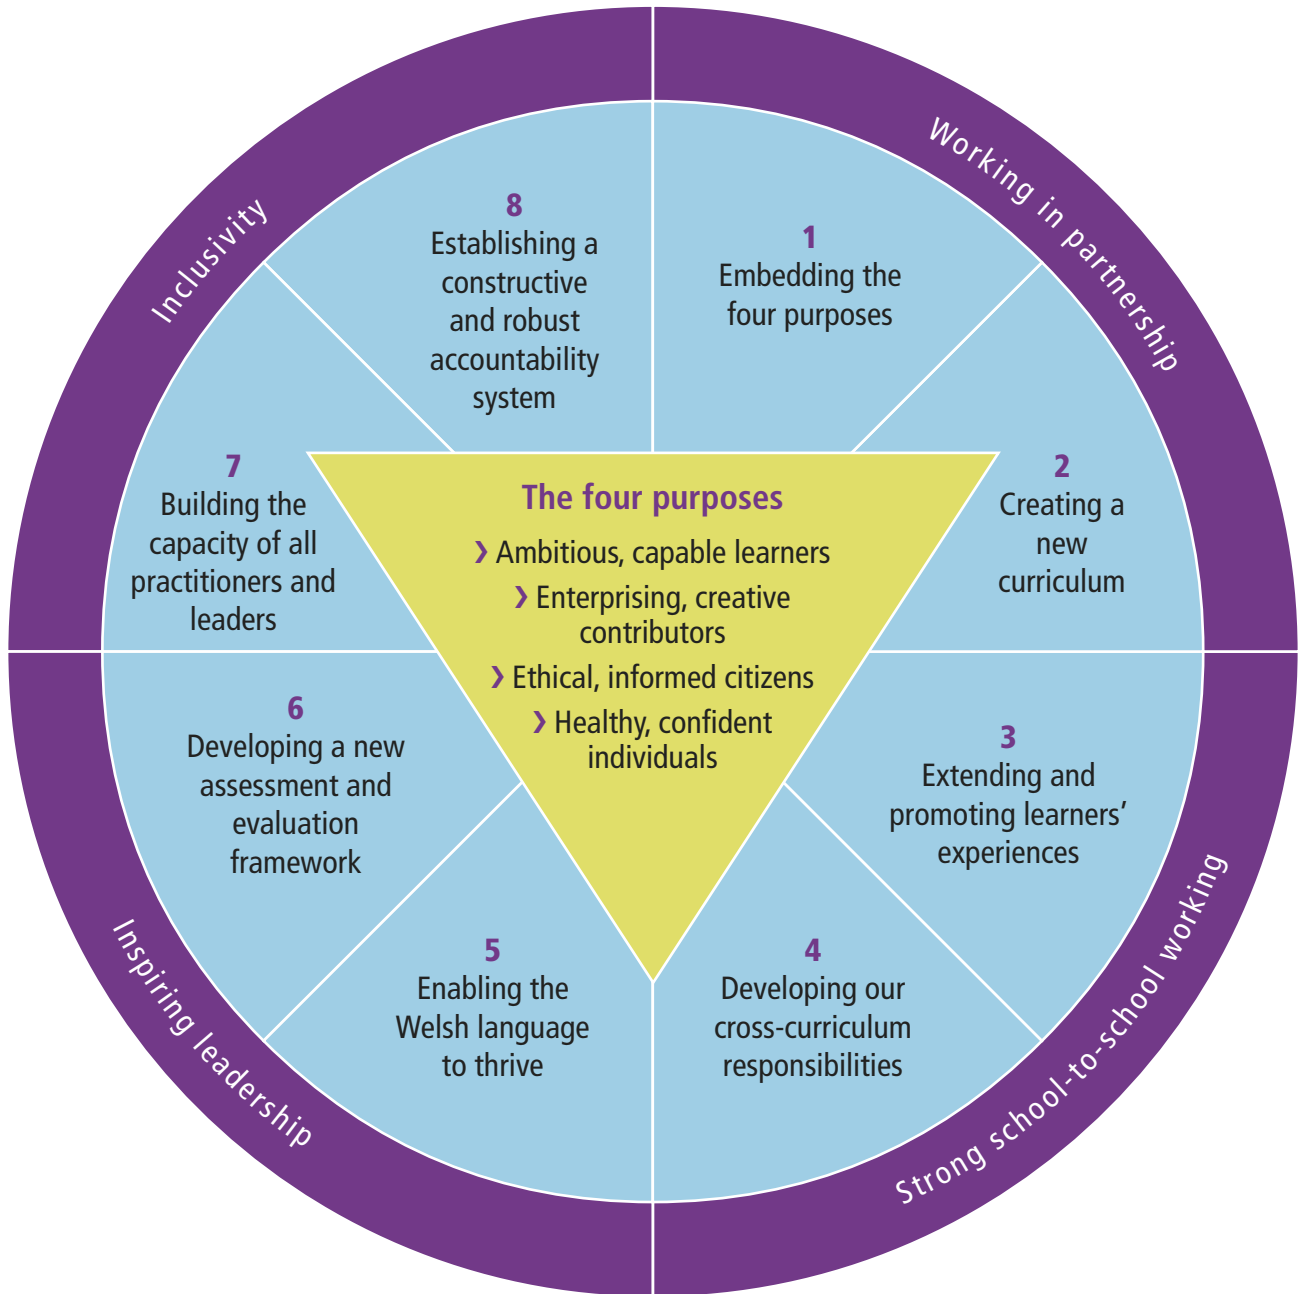 Working in partnership
Strong school-to-school working
Inspiring leadership
Inclusivity
1
Embedding the
four purposes
2
Creating a
new
curriculum
3
Extending and
promoting learners’
experiences
4
Developing our
cross-curriculum
responsibilities
5
Enabling the
Welsh language
to thrive
6
Developing a new
assessment and
evaluation
framework
7
Building the
capacity of all
practitioners and
leaders
8
Establishing a
constructive
and robust
accountability
system
The four purposes
❯ Ambitious, capable learners
❯ Enterprising, creative
contributors
❯ Ethical, informed citizens
❯ Healthy, confident
individuals